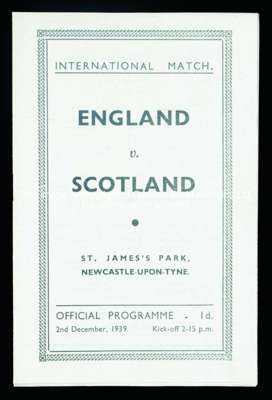 INTERNATIONAL MATCH.
ENGLAND
v.
SCOTLAND
ST. JAMES'S PARK,
NEWCASTLE-UPON-TYNE.
OFFICIAL PROGRAMME - 1d.
2nd December, 1939. Kick-off 2-15 p.m.